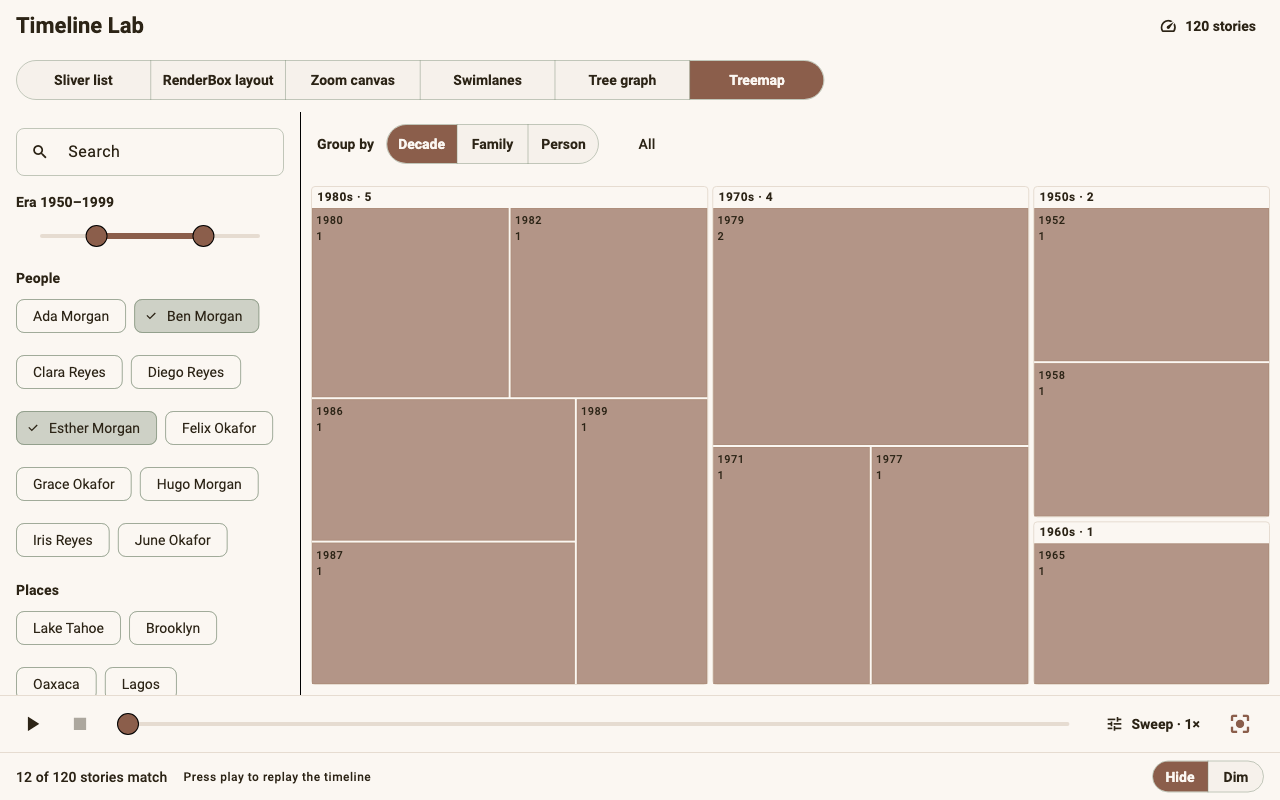 Timeline Lab
120 stories
Sliver list
RenderBox layout
Zoom canvas
Swimlanes
Tree graph
Treemap
Search
Era 1950–1999
People
Ada Morgan
Ben Morgan
Clara Reyes
Diego Reyes
Esther Morgan
Felix Okafor
Grace Okafor
Hugo Morgan
Iris Reyes
June Okafor
Places
Lake Tahoe
Brooklyn
Oaxaca
Lagos
Group by
Decade
Family
Person
All
1980s · 5
1980
1
1982
1
1986
1
1989
1
1987
1
1970s · 4
1979
2
1971
1
1977
1
1950s · 2
1952
1
1958
1
1960s · 1
1965
1
Sweep · 1×
12 of 120 stories match
Press play to replay the timeline
Hide
Dim